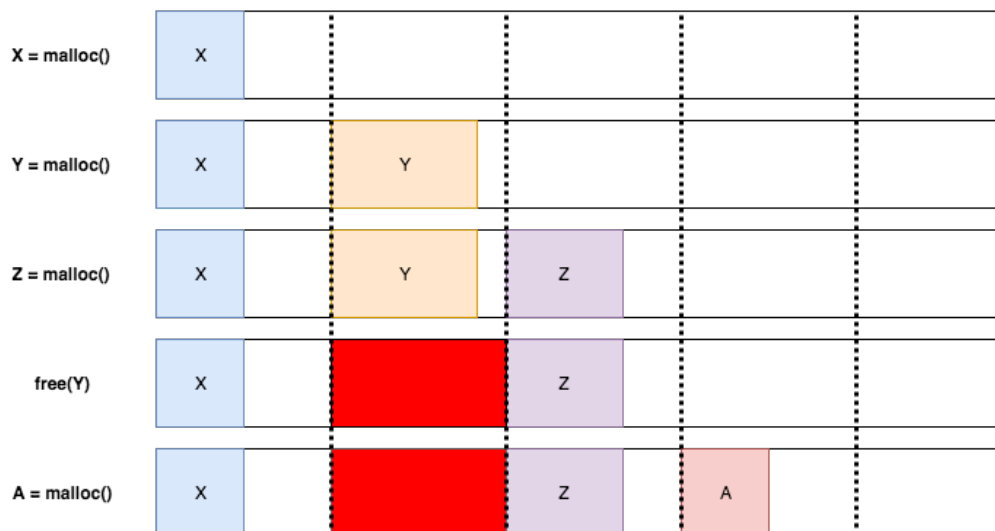 X = malloc() X
Y = malloc() X Y
Z = malloc() X Y Z
free(Y) X Z
A = malloc() X Z A